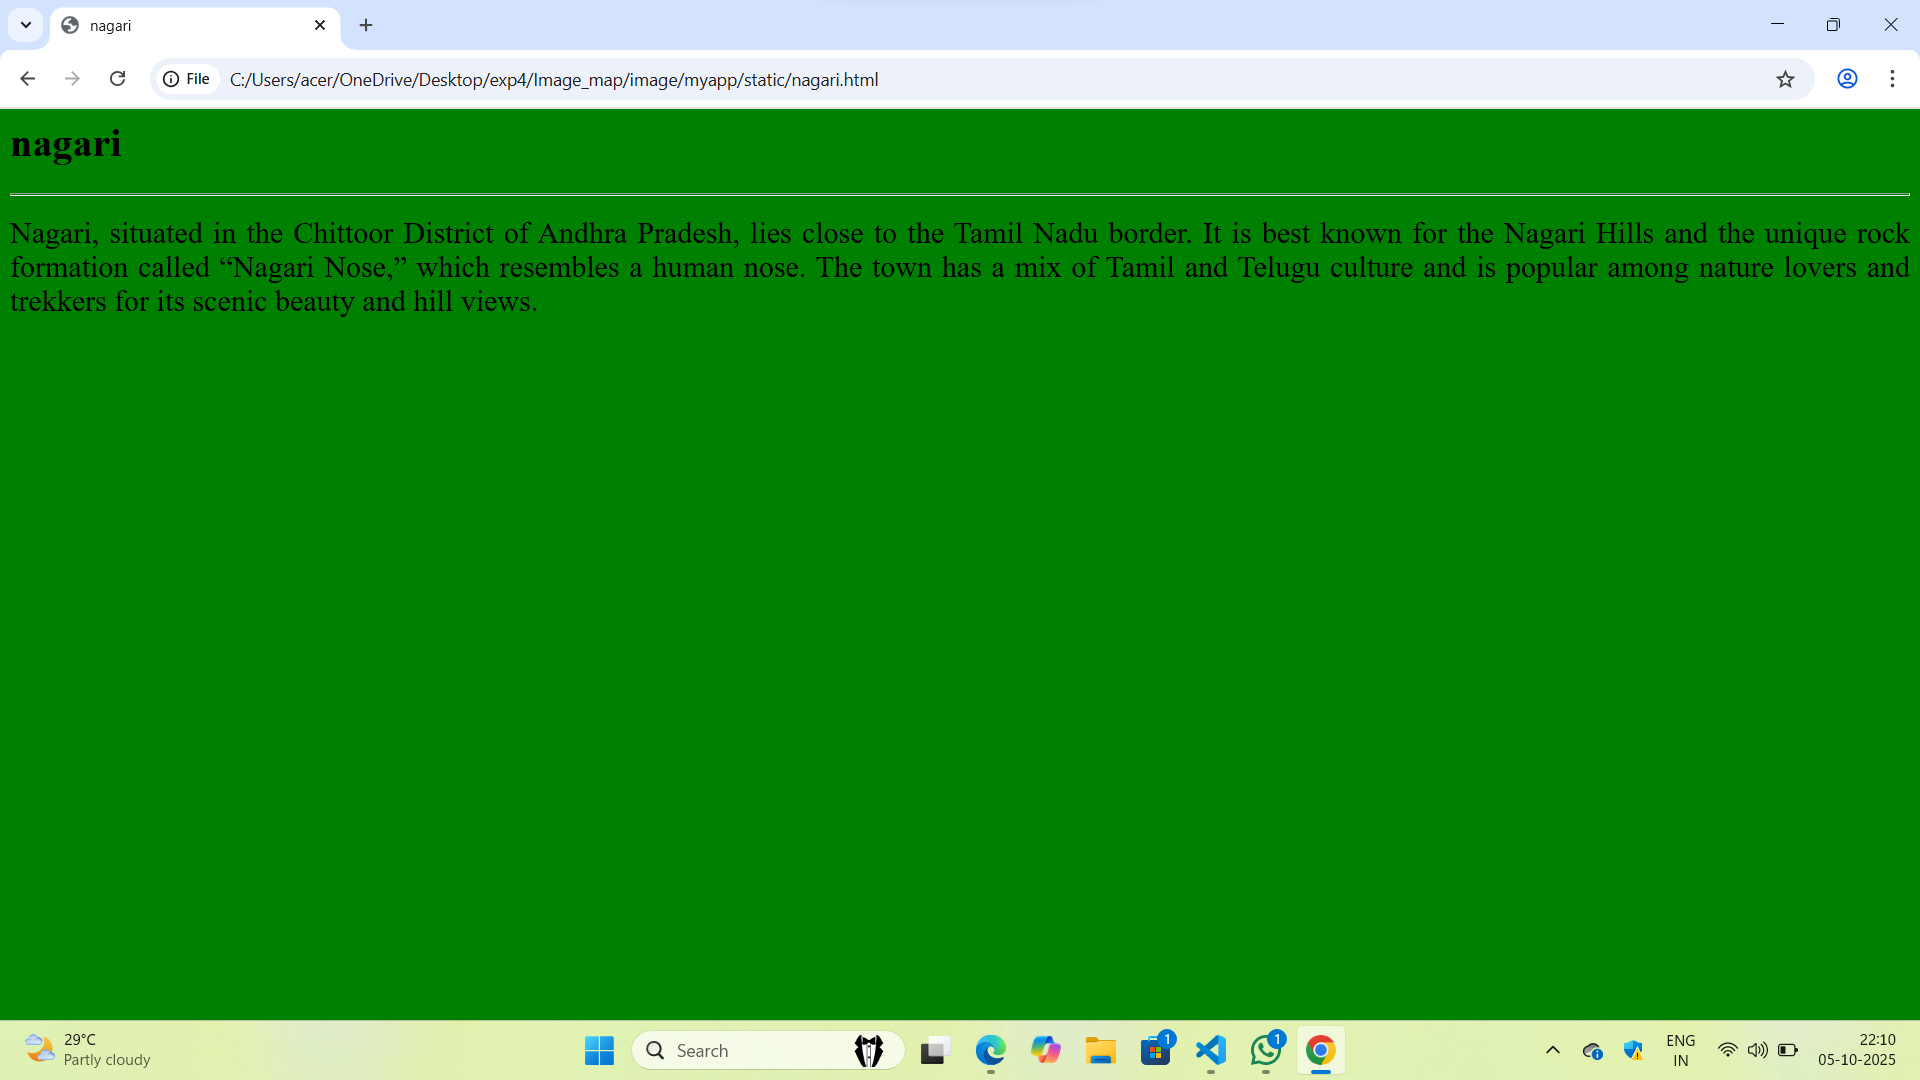 nagari
File
C:/Users/acer/OneDrive/Desktop/exp4/Image_map/image/myapp/static/nagari.html
nagari
Nagari, situated in the Chittoor District of Andhra Pradesh, lies close to the Tamil Nadu border. It is best known for the Nagari Hills and the unique rock
formation called “Nagari Nose,” which resembles a human nose. The town has a mix of Tamil and Telugu culture and is popular among nature lovers and
trekkers for its scenic beauty and hill views.
29°C
Partly cloudy
Search
1
1
ENG
IN
22:10
05-10-2025